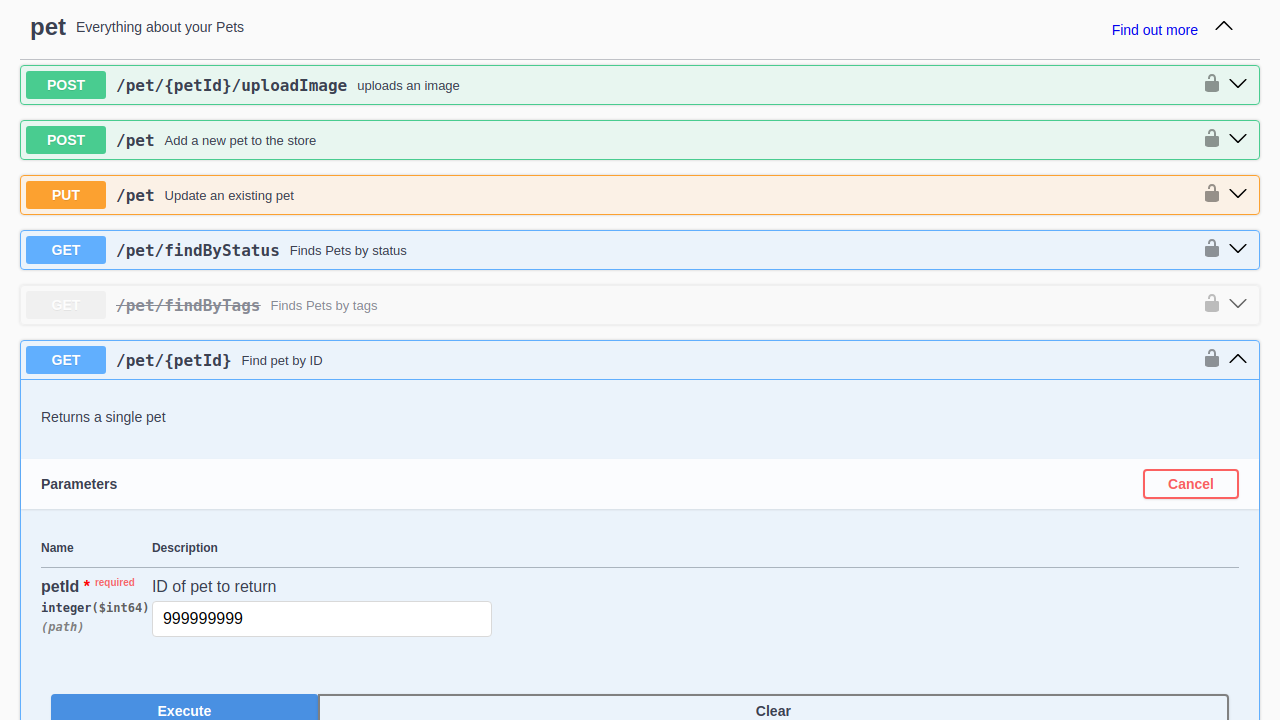 pet Everything about your Pets Find out more
POST /pet/{petId}/uploadImage uploads an image
POST /pet Add a new pet to the store
PUT /pet Update an existing pet
GET /pet/findByStatus Finds Pets by status
GET /pet/findByTags Finds Pets by tags
GET /pet/{petId} Find pet by ID
Returns a single pet
Parameters Cancel
Name Description
petId * required ID of pet to return
integer($int64) 999999999
(path)
Execute Clear